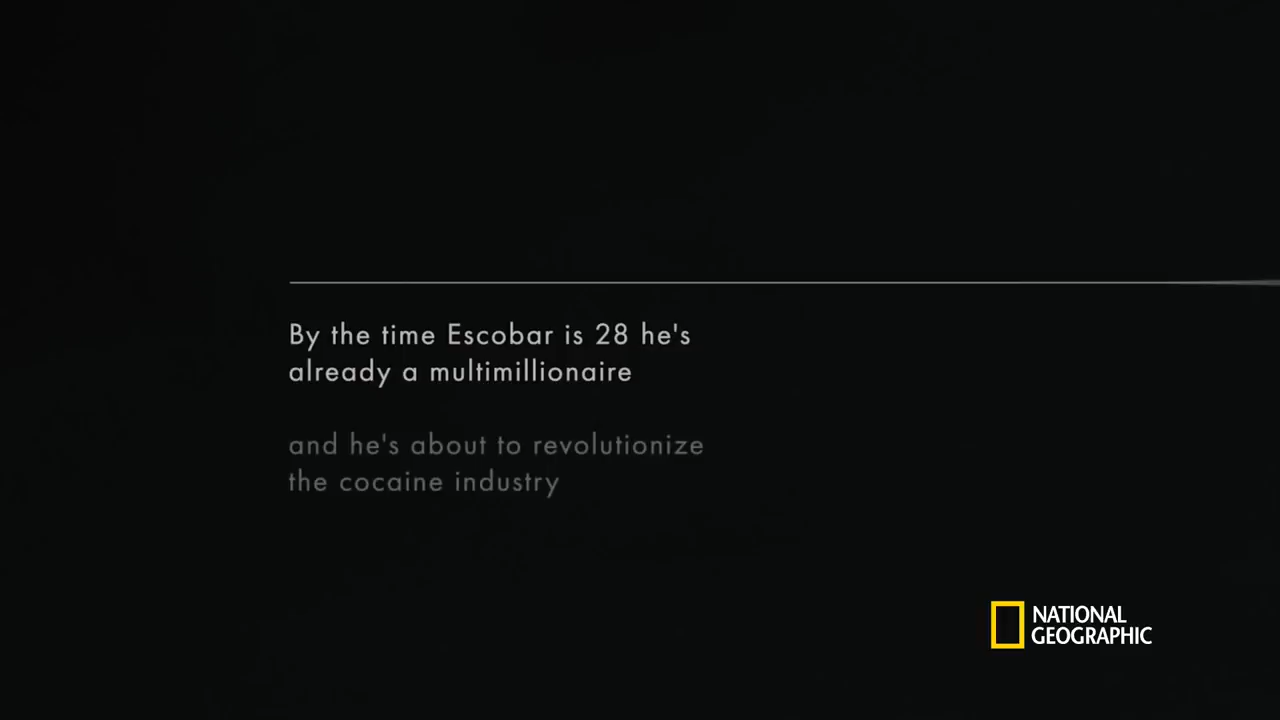 By the time Escobar is 28 he's
already a multimillionaire
and he's about to revolutionize
the cocaine industry
NATIONAL
GEOGRAPHIC